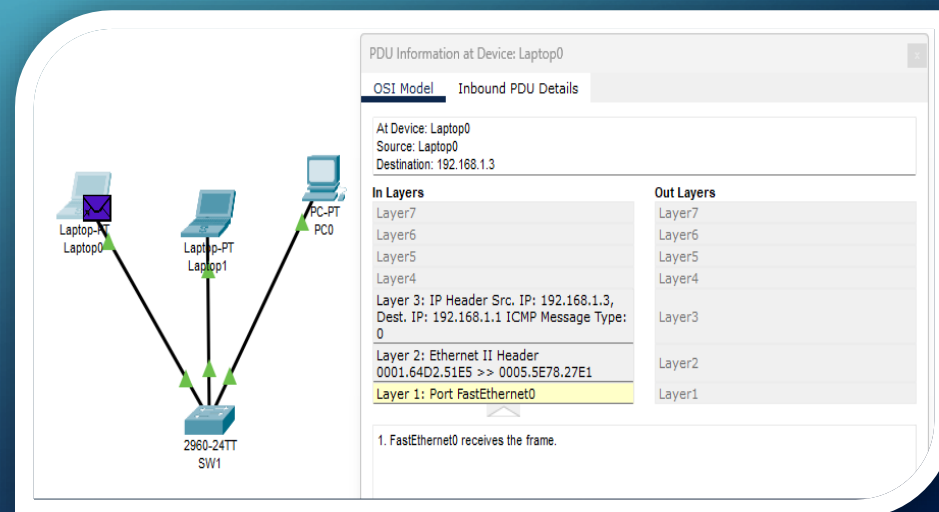 PDU Information at Device: Laptop0
x
OSI Model Inbound PDU Details
At Device: Laptop0
Source: Laptop0
Destination: 192.168.1.3
In Layers
Layer7
Layer6
Layer5
Layer4
Layer 3: IP Header Src. IP: 192.168.1.3,
Dest. IP: 192.168.1.1 ICMP Message Type:
0
Layer 2: Ethernet II Header
0001.64D2.51E5 >> 0005.5E78.27E1
Layer 1: Port FastEthernet0
Out Layers
Layer7
Layer6
Layer5
Layer4
Layer3
Layer2
Layer1
1. FastEthernet0 receives the frame.
Laptop-PT
Laptop0
Laptop-PT
Laptop1
PC-PT
PC0
2960-24TT
SW1